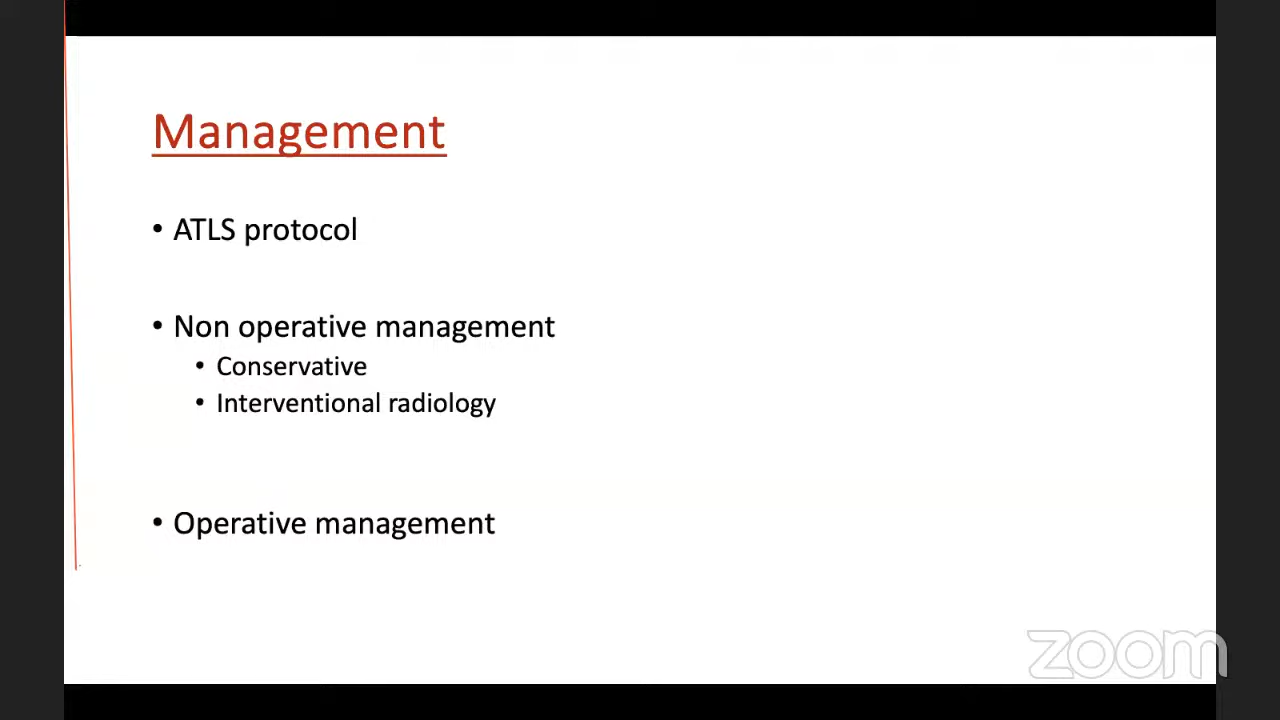 Management
• ATLS protocol
• Non operative management
• Conservative
• Interventional radiology
• Operative management
zoom